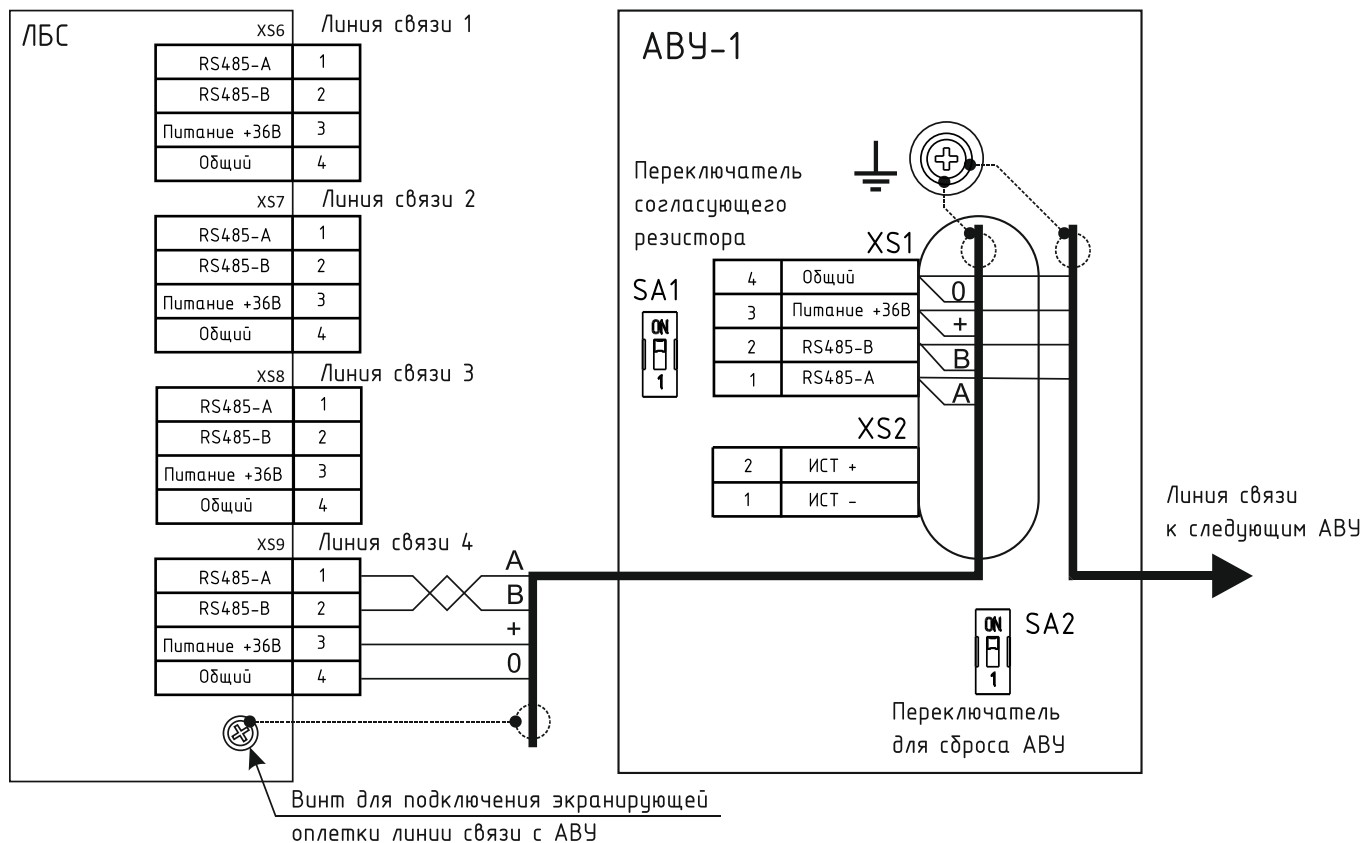 ЛБС
XS6
Линия связи 1
RS485-А 1
RS485-В 2
Питание +36В 3
Общий 4
XS7
Линия связи 2
RS485-А 1
RS485-В 2
Питание +36В 3
Общий 4
XS8
Линия связи 3
RS485-А 1
RS485-В 2
Питание +36В 3
Общий 4
XS9
Линия связи 4
RS485-А 1
RS485-В 2
Питание +36В 3
Общий 4
A
B
+
0
Винт для подключения экранирующей
оплетки линии связи с АВУ
АВУ-1
Переключатель
согласующего
резистора
SA1
ON
1
XS1
4 Общий
3 Питание +36В
2 RS485-В
1 RS485-А
0
+
B
A
XS2
2 ИСТ +
1 ИСТ -
Линия связи
к следующим АВУ
ON
1
SA2
Переключатель
для сброса АВУ